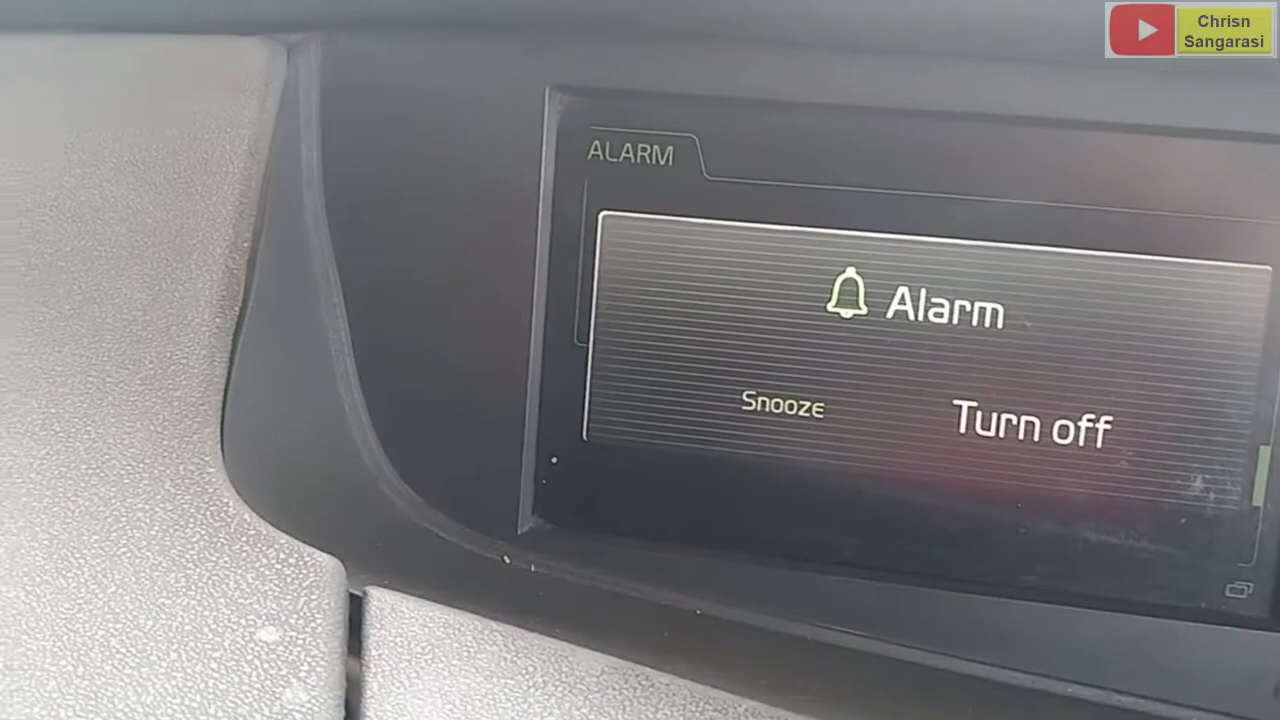 Chrisn
Sangarasi
ALARM
Alarm
Snooze
Turn off